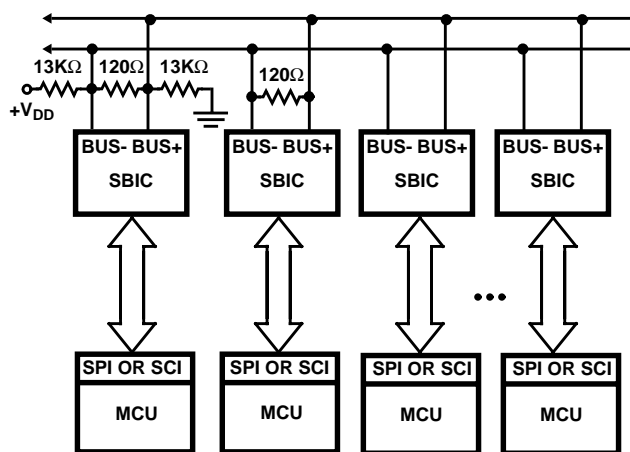 13KΩ 120Ω 13KΩ 120Ω
+VDD
BUS- BUS+ BUS- BUS+ BUS- BUS+ BUS- BUS+
SBIC SBIC SBIC SBIC
•••
SPI OR SCI SPI OR SCI SPI OR SCI SPI OR SCI
MCU MCU MCU MCU